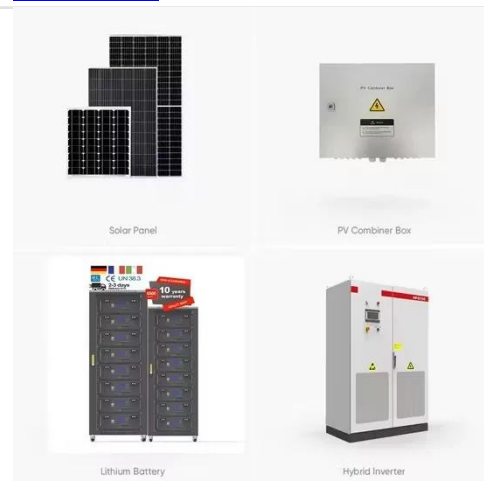 PV Combiner Box
Solar Panel
PV Combiner Box
CE UN38.3
2-3 days
10 years
warranty
Lithium Battery
Hybrid Inverter